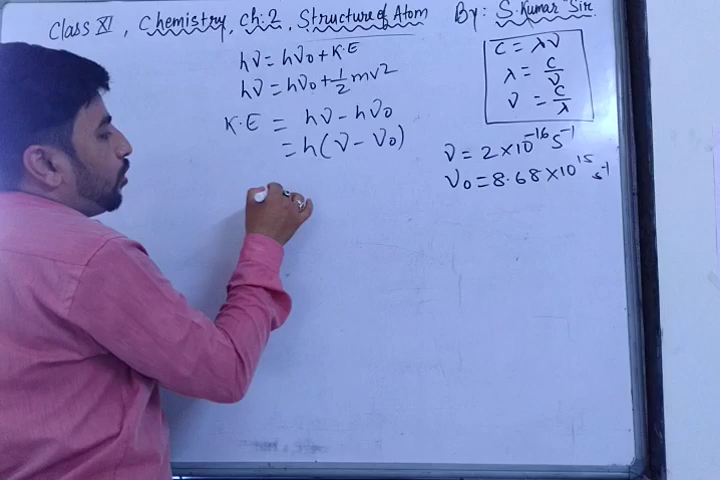 Class XI, Chemistry, Ch:2, Structure of Atom By: S. Kumar Sir
hν = hν₀ + K·E
hν = hν₀ + 1/2 mv²
K·E = hν - hν₀
= h(ν - ν₀)
C = λν
λ = C/ν
ν = C/λ
ν = 2×10⁻¹⁶ s⁻¹
ν₀ = 8.68×10¹⁵ s⁻¹